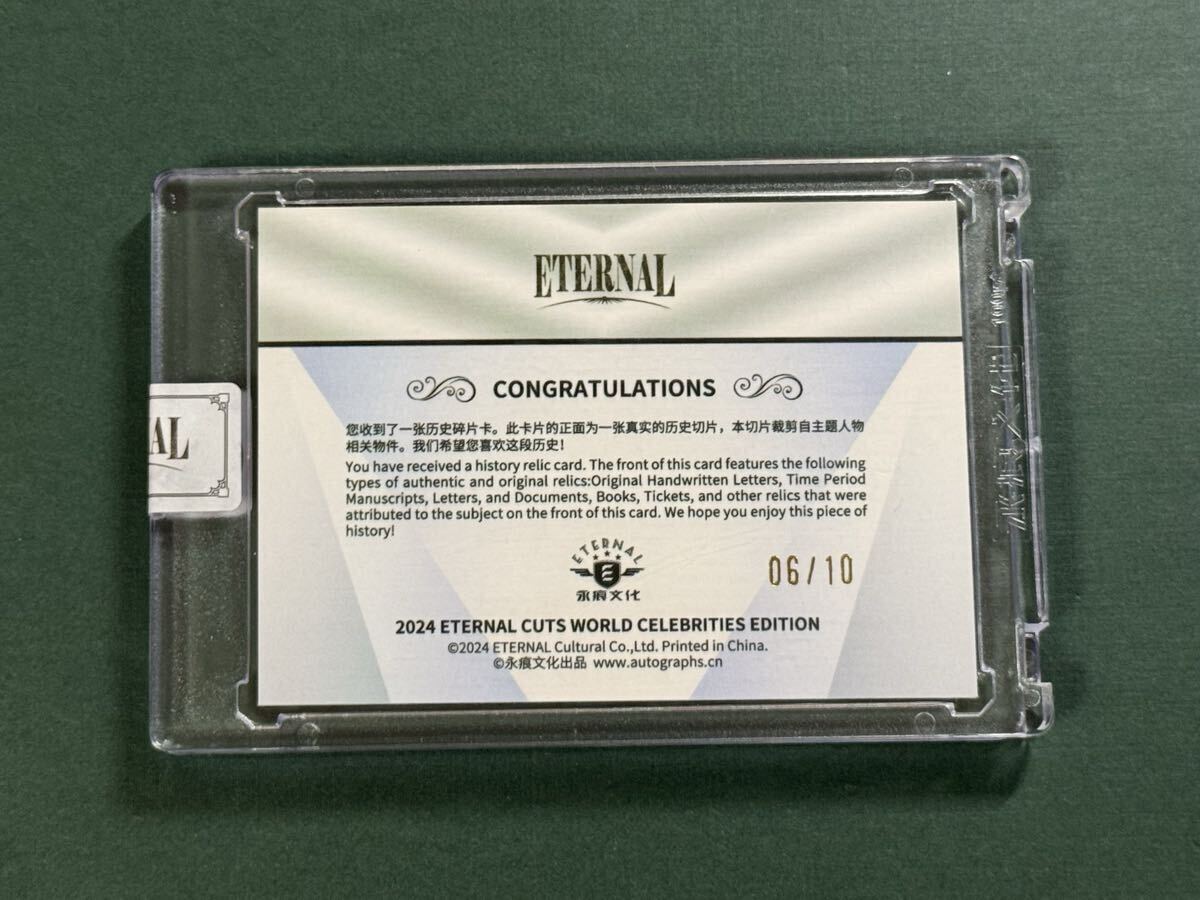 ETERNAL
CONGRATULATIONS
您收到了一张历史碎片卡。此卡片的正面为一张真实的历史切片，本切片裁剪自主题人物
相关物件。我们希望您喜欢这段历史！
You have received a history relic card. The front of this card features the following
types of authentic and original relics:Original Handwritten Letters, Time Period
Manuscripts, Letters, and Documents, Books, Tickets, and other relics that were
attributed to the subject on the front of this card. We hope you enjoy this piece of
history!
ETERNAL
永痕文化
06/10
2024 ETERNAL CUTS WORLD CELEBRITIES EDITION
©2024 ETERNAL Cultural Co.,Ltd. Printed in China.
©永痕文化出品 www.autographs.cn
AL
永痕文化